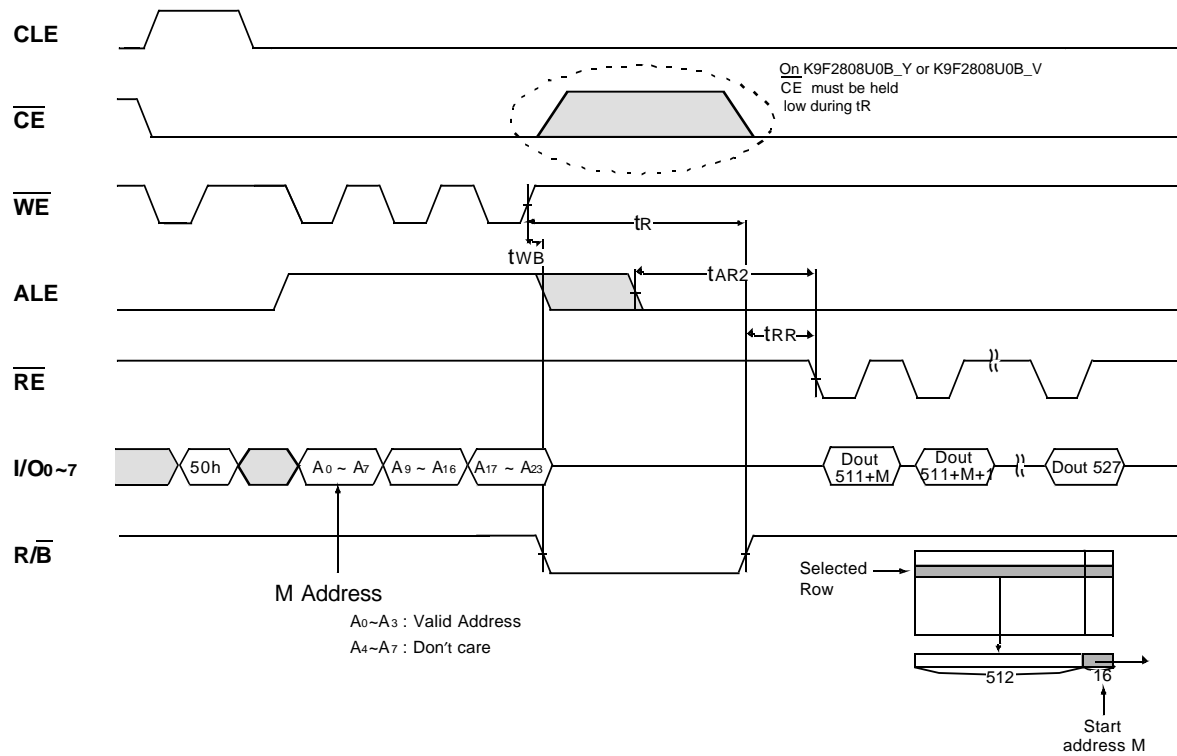 CLE
On K9F2808U0B_Y or K9F2808U0B_V
CE must be held
low during tR
CE
WE
tR
tWB
ALE
tAR2
tRR
RE
I/O0~7
50h
A0 ~ A7
A9 ~ A16
A17 ~ A23
Dout
511+M
Dout
511+M+1
Dout 527
R/B
M Address
A0~A3 : Valid Address
A4~A7 : Don't care
Selected
Row
512
16
Start
address M